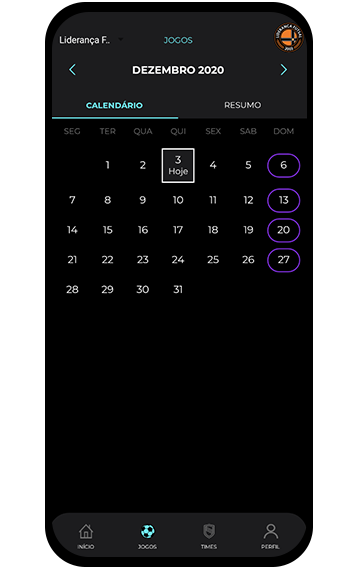 Liderança F.. JOGOS
LIDERANÇA FUTSAL
DEZEMBRO 2020
CALENDÁRIO RESUMO
SEG TER QUA QUI SEX SAB DOM
1 2 3 4 5 6
Hoje
7 8 9 10 11 12 13
14 15 16 17 18 19 20
21 22 23 24 25 26 27
28 29 30 31
INÍCIO JOGOS TIMES PERFIL